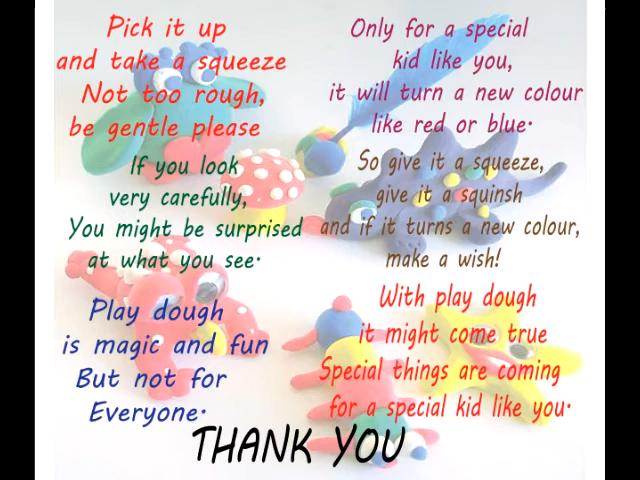 Pick it up
and take a squeeze
Not too rough,
be gentle please
If you look
very carefully,
You might be surprised
at what you see.
Play dough
is magic and fun
But not for
Everyone.
Only for a special
kid like you,
it will turn a new colour
like red or blue.
So give it a squeeze,
give it a squinsh
and if it turns a new colour,
make a wish!
With play dough
it might come true
Special things are coming
for a special kid like you.
THANK YOU